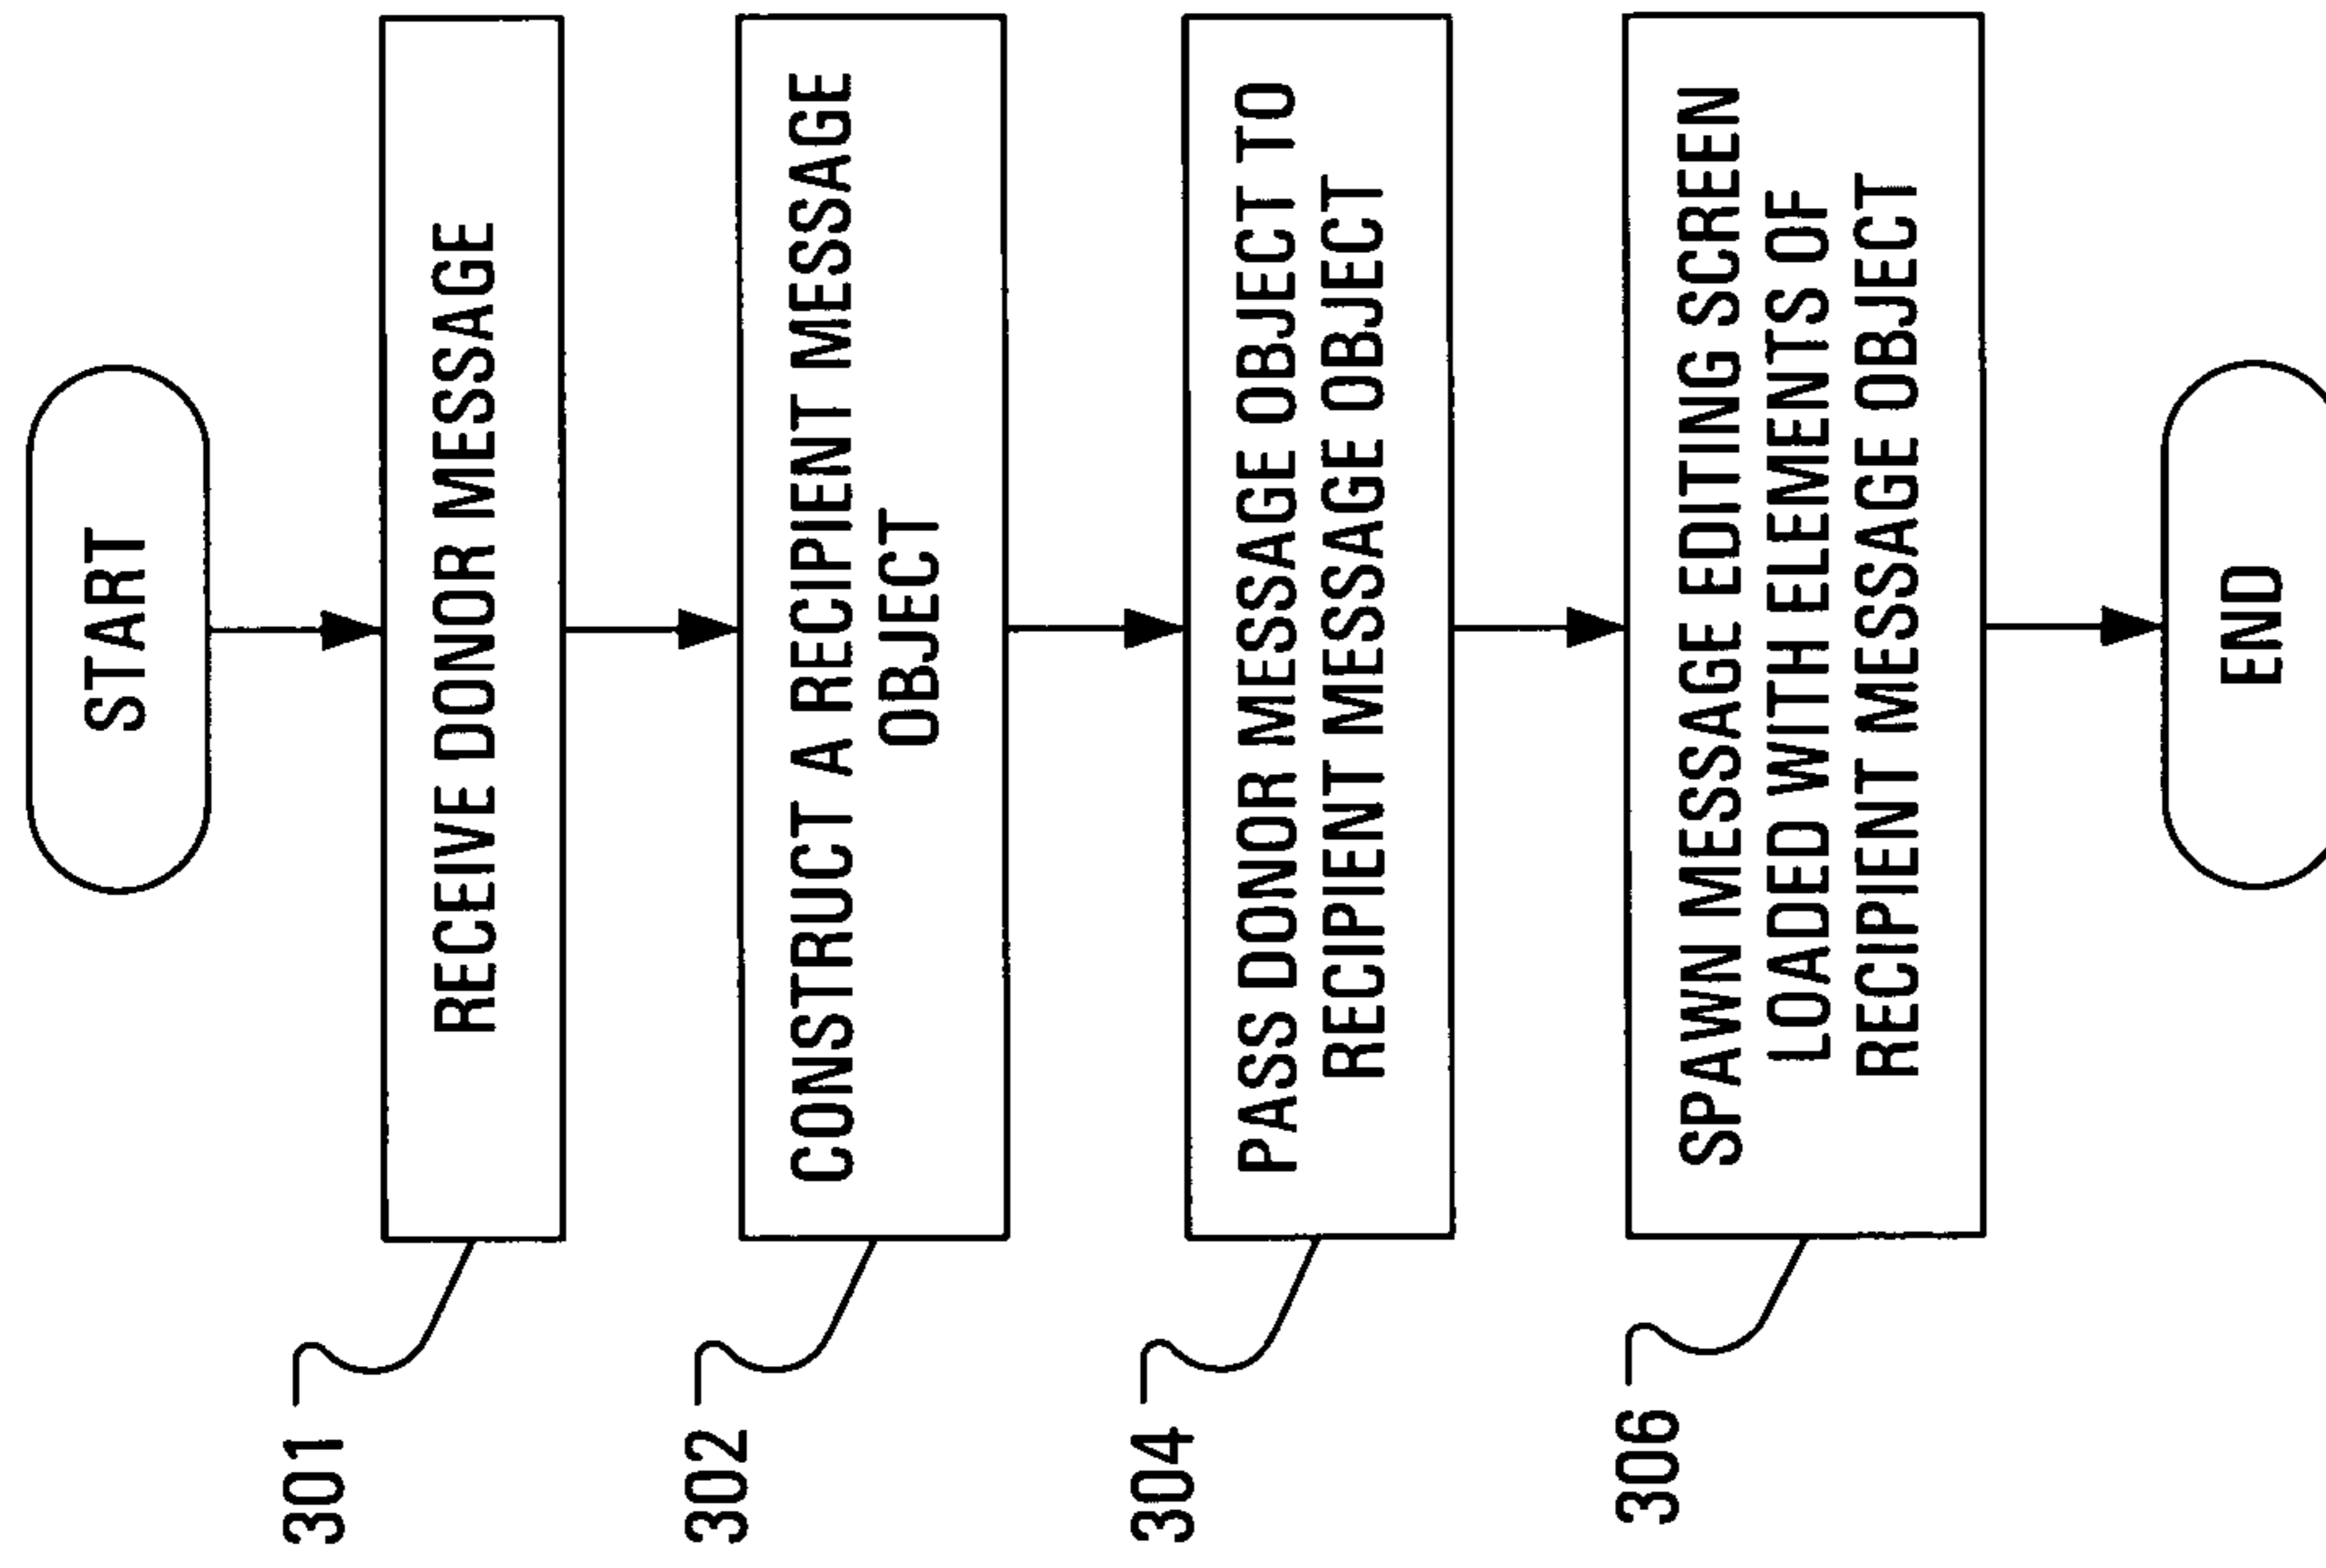 START
301
RECEIVE DONOR MESSAGE
302
CONSTRUCT A RECIPIENT MESSAGE
OBJECT
304
PASS DONOR MESSAGE OBJECT TO
RECIPIENT MESSAGE OBJECT
306
SPAWN MESSAGE EDITING SCREEN
LOADED WITH ELEMENTS OF
RECIPIENT MESSAGE OBJECT
END